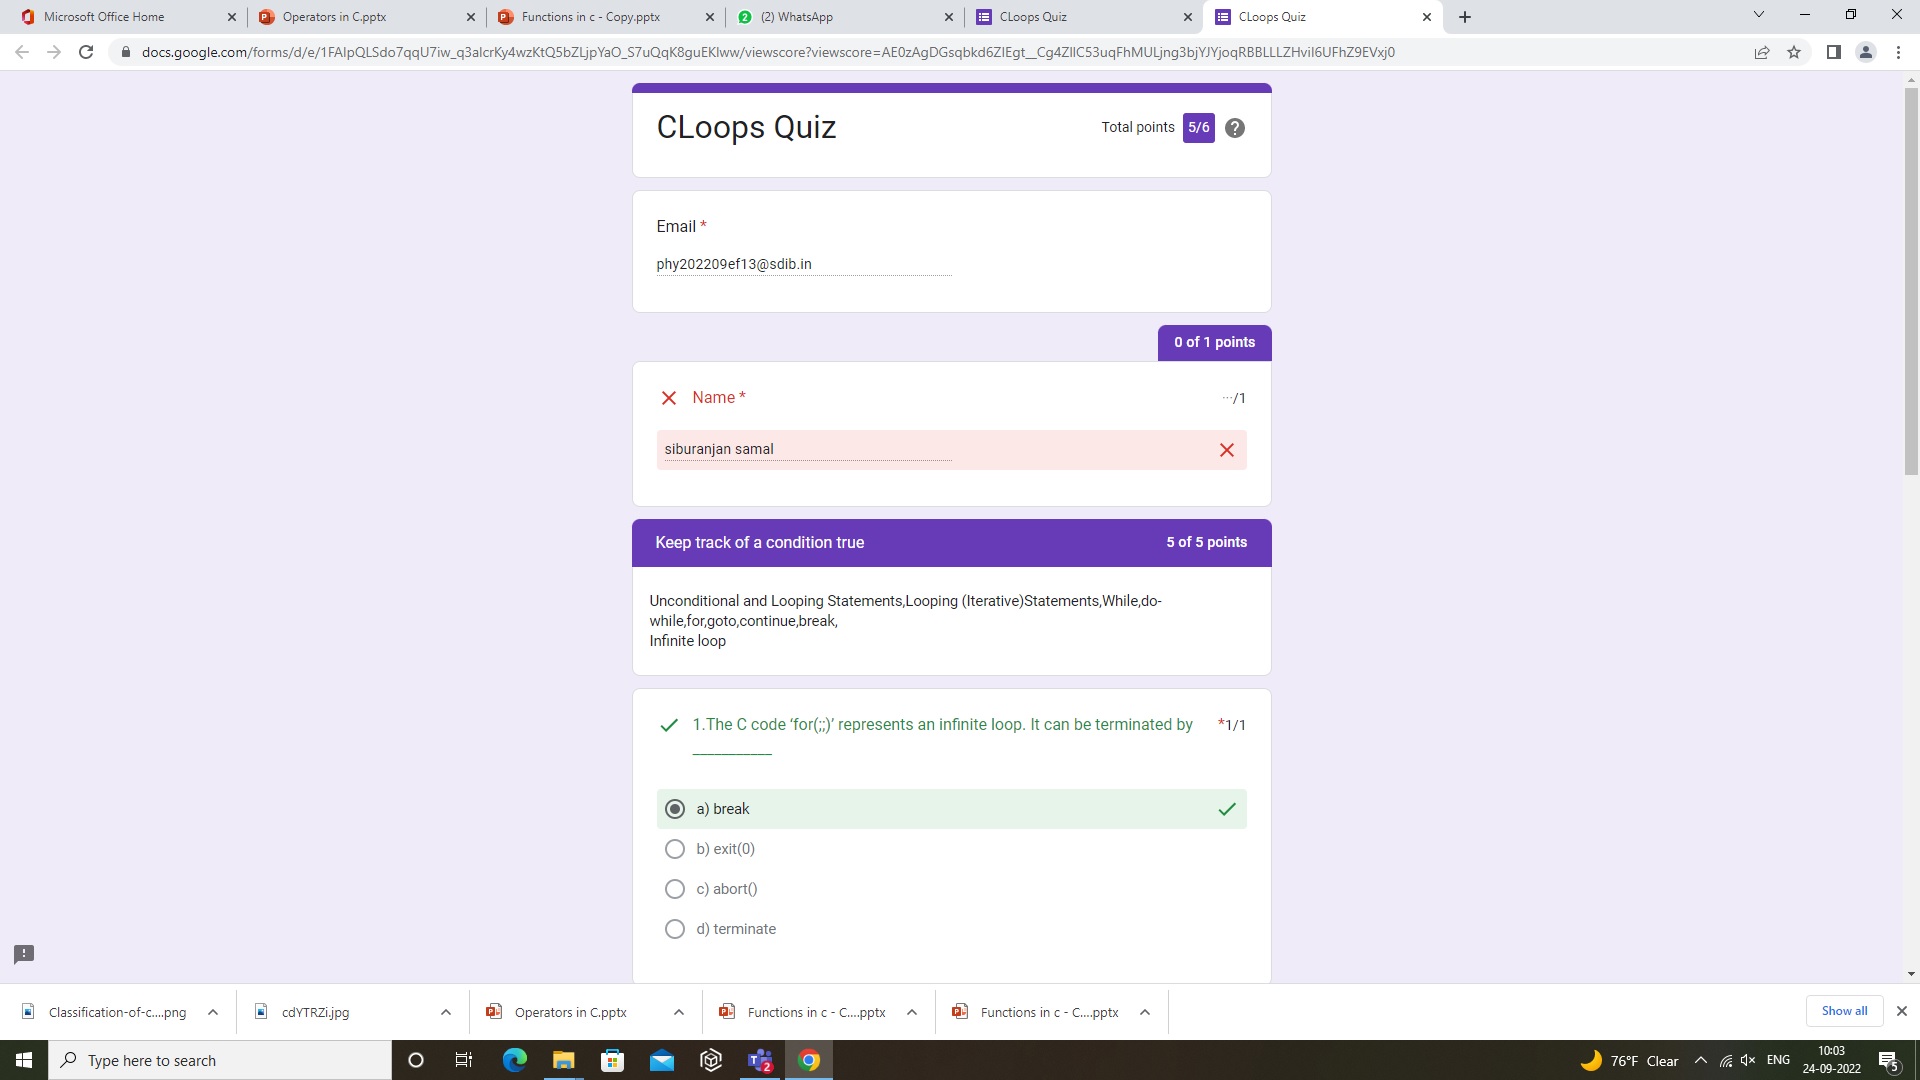 Microsoft Office Home
Operators in C.pptx
Functions in c - Copy.pptx
(2) WhatsApp
CLoops Quiz
CLoops Quiz
docs.google.com/forms/d/e/1FAIpQLSdo7qqU7iw_q3alcrKy4wzKtQ5bZLjpYaO_S7uQqK8guEKlww/viewscore?viewscore=AE0zAgDGsqbkd6ZlEgt__Cg4ZllC53uqFhMULjng3bjYJYjoqRBBLLLZHvil6UFhZ9EVxj0
CLoops Quiz
Total points 5/6
Email *
phy202209ef13@sdib.in
0 of 1 points
Name *
···/1
siburanjan samal
Keep track of a condition true
5 of 5 points
Unconditional and Looping Statements,Looping (Iterative)Statements,While,do-
while,for,goto,continue,break,
Infinite loop
1.The C code ‘for(;;)’ represents an infinite loop. It can be terminated by *1/1
___________
a) break
b) exit(0)
c) abort()
d) terminate
Classification-of-c....png
cdYTRZi.jpg
Operators in C.pptx
Functions in c - C....pptx
Functions in c - C....pptx
Show all
Type here to search
2
76°F Clear
ENG
10:03
24-09-2022
5